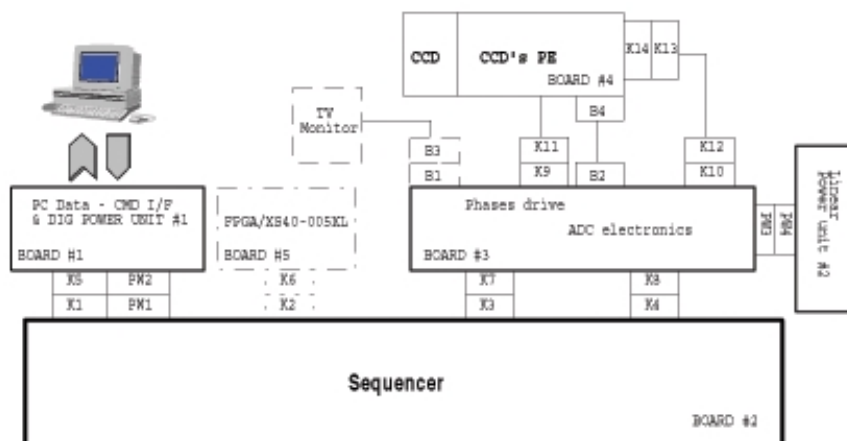 CCD
CCD's PE
BOARD #4
K14
K13
TV
Monitor
B4
B3
K11
K12
B1
K9
B2
K10
PC Data - CMD I/F
& DIG POWER UNIT #1
BOARD #1
FPGA/XS40-005XL
BOARD #5
Phases drive
ADC electronics
BOARD #3
PW3
PW4
Linear
Power unit #2
K5
PW2
K6
K7
K8
K1
PW1
K2
K3
K4
Sequencer
BOARD #2